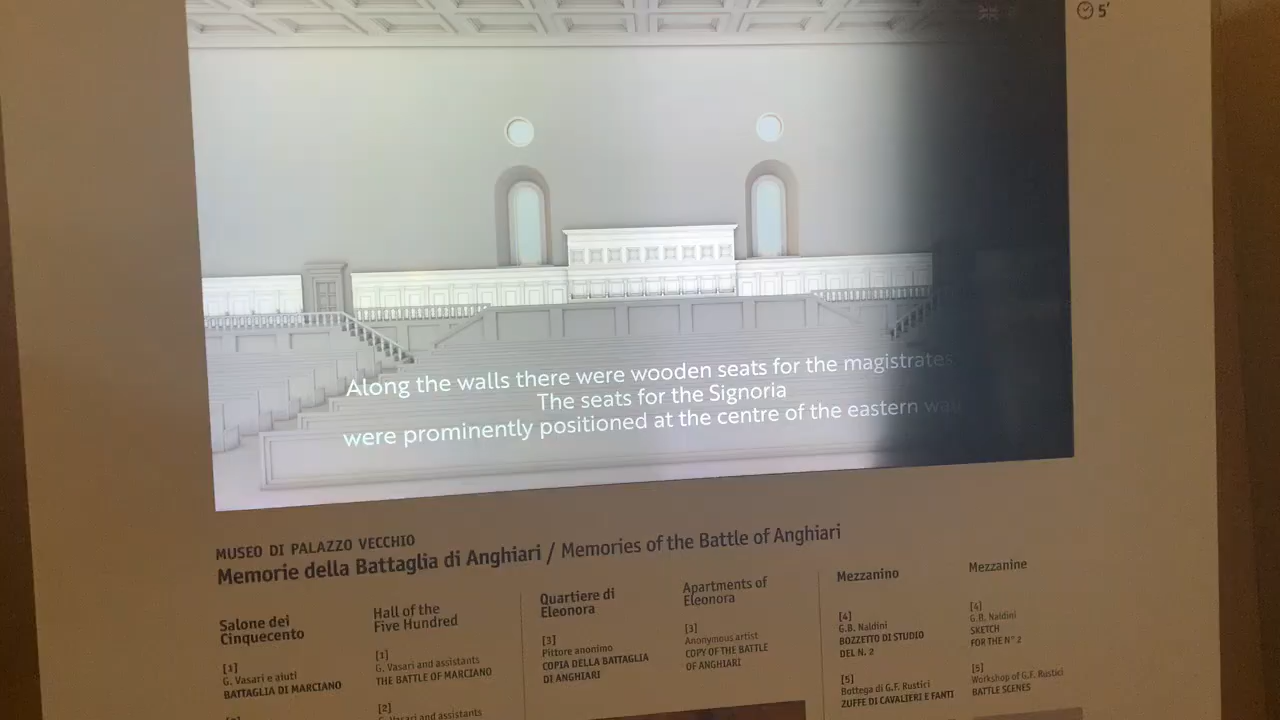 5'
Along the walls there were wooden seats for the magistrates.
The seats for the Signoria
were prominently positioned at the centre of the eastern wall
MUSEO DI PALAZZO VECCHIO
Memorie della Battaglia di Anghiari / Memories of the Battle of Anghiari
Salone dei
Cinquecento
[1]
G. Vasari e aiuti
BATTAGLIA DI MARCIANO
Hall of the
Five Hundred
[1]
G. Vasari and assistants
THE BATTLE OF MARCIANO
[2]
G. Vasari and assistants
Quartiere di
Eleonora
[3]
Pittore anonimo
COPIA DELLA BATTAGLIA
DI ANGHIARI
Apartments of
Eleonora
[3]
Anonymous artist
COPY OF THE BATTLE
OF ANGHIARI
Mezzanino
[4]
G.B. Naldini
BOZZETTO DI STUDIO
DEL N. 2
[5]
Bottega di G.F. Rustici
ZUFFE DI CAVALIERI E FANTI
Mezzanine
[4]
G.B. Naldini
SKETCH
FOR THE N° 2
[5]
Workshop of G.F. Rustici
BATTLE SCENES